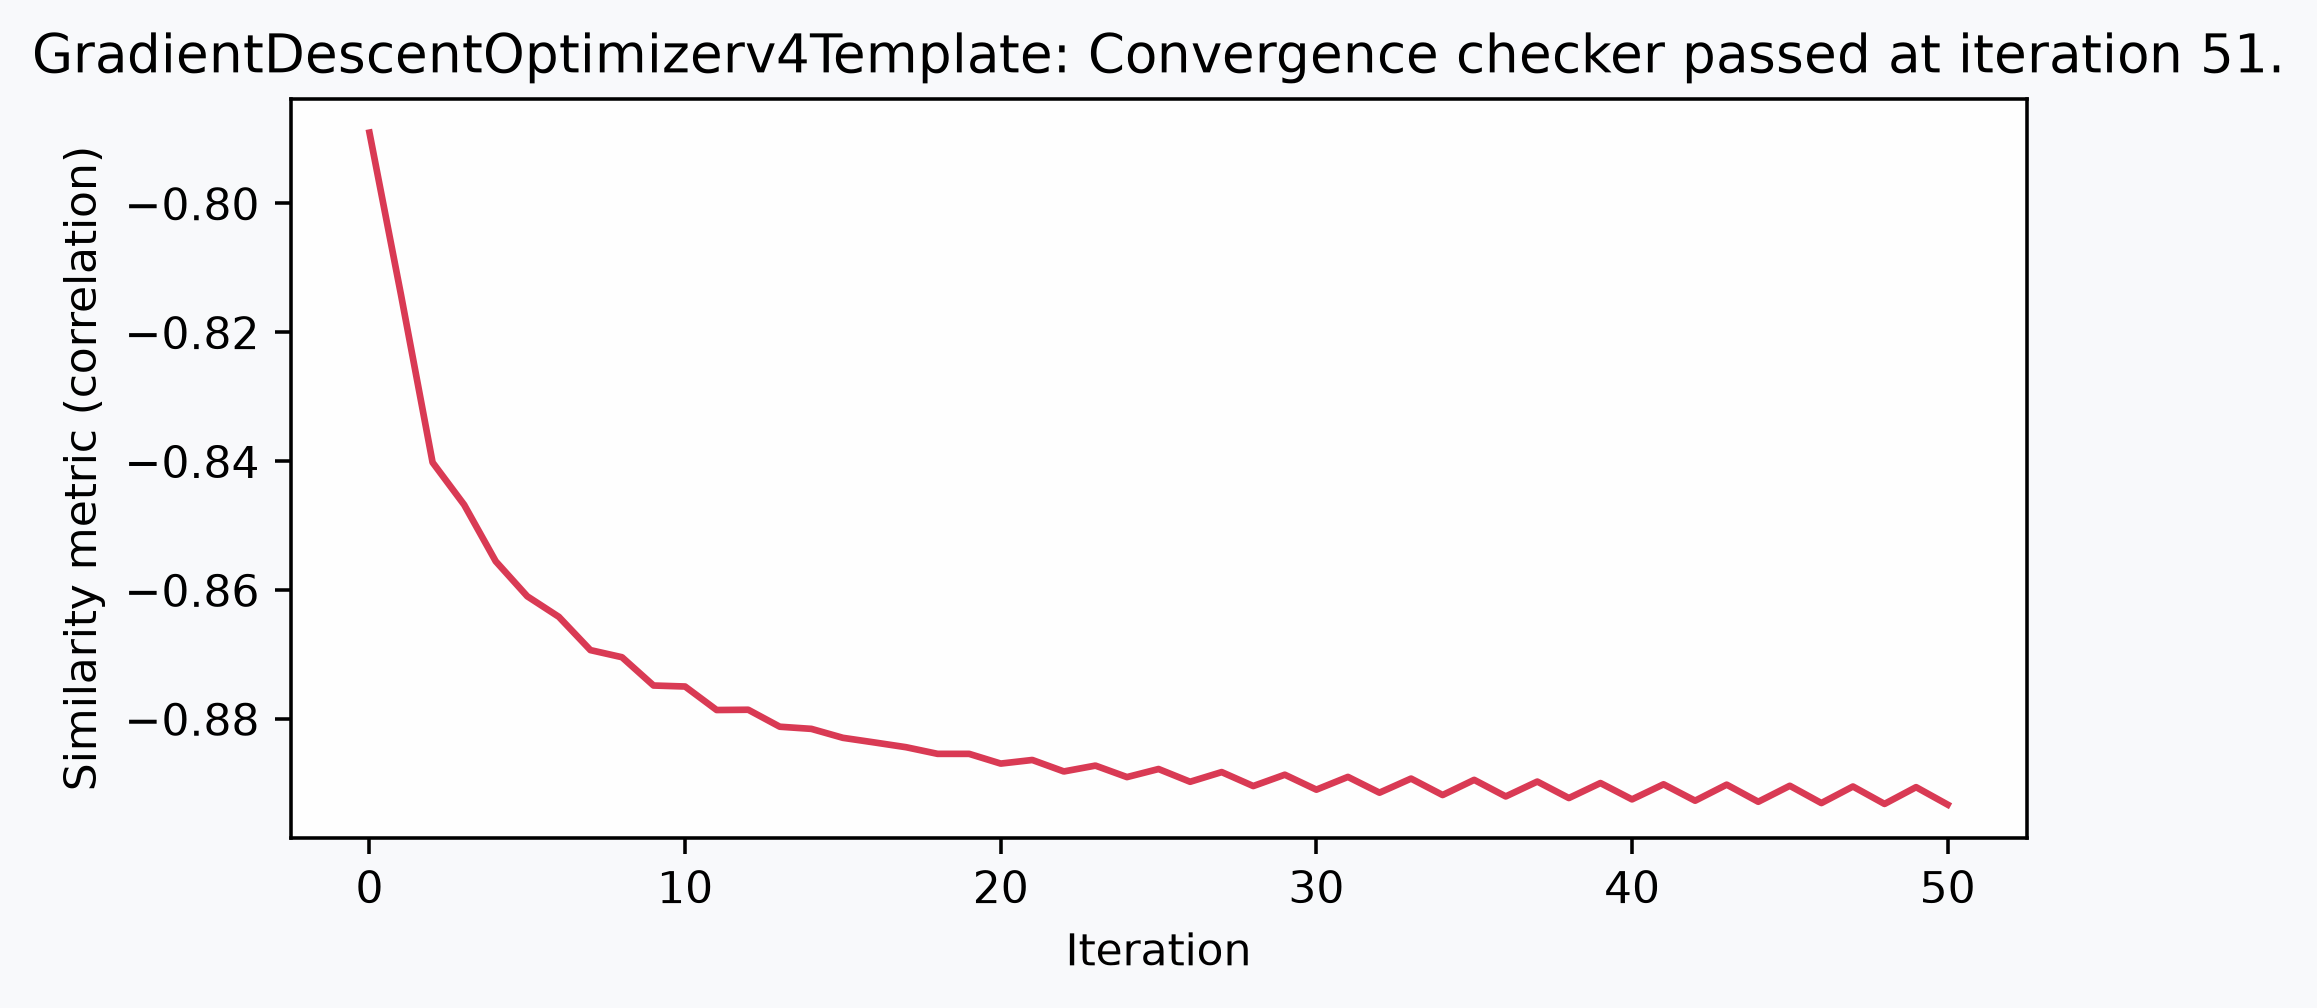 GradientDescentOptimizerv4Template: Convergence checker passed at iteration 51.
Similarity metric (correlation)
−0.80
−0.82
−0.84
−0.86
−0.88
0 10 20 30 40 50
Iteration